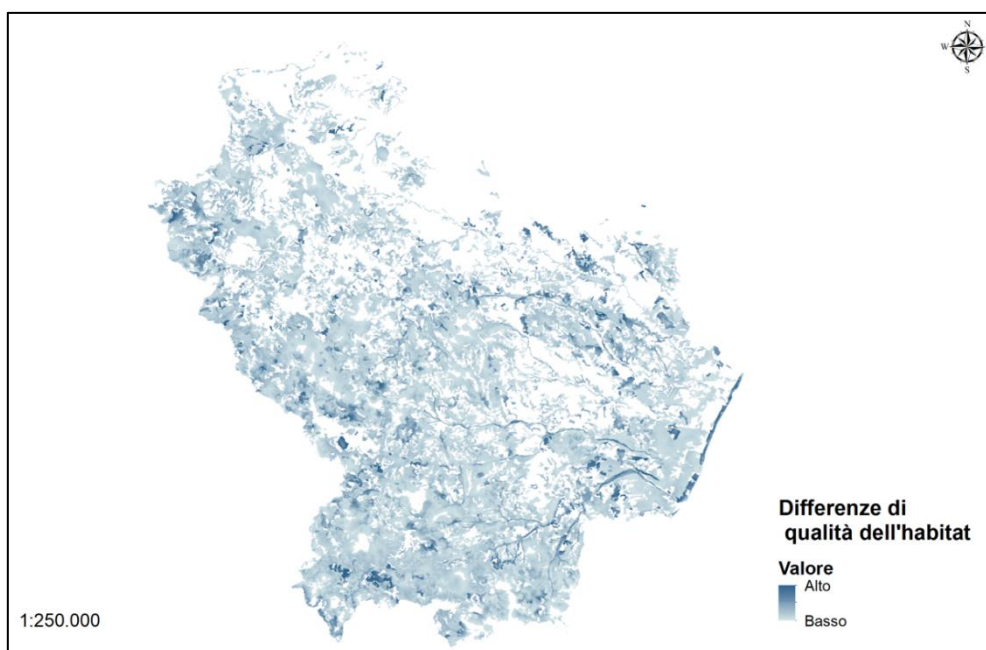 N
W
S
Differenze di
qualità dell'habitat
Valore
Alto
Basso
1:250.000